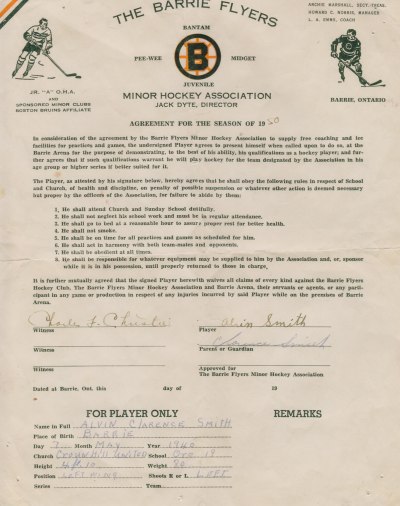 THE BARRIE FLYERS
ARCHIE MARSHALL, SECT.-TREAS.
HOWARD C. NORRIS, MANAGER
L. A. EMMS, COACH
BANTAM
PEE-WEE
B
MIDGET
JUVENILE
MINOR HOCKEY ASSOCIATION
JACK DYTE, DIRECTOR
JR. "A" O.H.A.
AND
SPONSORED MINOR CLUBS
BOSTON BRUINS AFFILIATE
BARRIE, ONTARIO
AGREEMENT FOR THE SEASON OF 1950
In consideration of the agreement by the Barrie Flyers Minor Hockey Association to supply free coaching and ice
facilities for practices and games, the undersigned Player agrees to present himself when called upon to do so, at the
Barrie Arena for the purpose of demonstrating, to the best of his ability, his qualifications as a hockey player; and fur-
ther agrees that if such qualifications warrant he will play hockey for the team designated by the Association in his
age group or higher series if better suited for it.
The Player, as attested by his signature below, hereby agrees that he shall obey the following rules in respect of School
and Church, of health and discipline, on penalty of possible suspension or whatever other action is deemed necessary
but proper by the officers of the Association, for failure to abide by them:
1. He shall attend Church and Sunday School dutifully.
2. He shall not neglect his school work and must be in regular attendance.
3. He shall go to bed at a reasonable hour to assure proper rest for better health.
4. He shall not smoke.
5. He shall be on time for all practices and games as scheduled for him.
6. He shall act in harmony with both team-mates and opponents.
7. He shall be obedient at all times.
8. He shall be responsible for whatever equipment may be supplied to him by the Association and, or, sponsor
while it is in his possession, until properly returned to those in charge.
It is further mutually agreed that the signed Player herewith waives all claims of every kind against the Barrie Flyers
Hockey Club, The Barrie Flyers Minor Hockey Association and Barrie Arena, their servants or agents, or any parti-
cipant in any game or production in respect of any injuries incurred by said Player while on the premises of Barrie
Arena.
Charles F. Christie
Alvin Smith
Witness
Player
Clarence Smith
Witness
Parent or Guardian
Witness
Approved for
The Barrie Flyers Minor Hockey Association
Dated at Barrie, Ont. this day of 19
FOR PLAYER ONLY
REMARKS
Name in Full ALVIN CLARENSE SMITH
Place of Birth BARRIE
Day 7 Month MAY Year 1940
Church CROWNHILL UNITED School ORO 19
Height 4 ft 10 Weight 80
Position LEFT WING Shoots R or L LEFT
Series Team